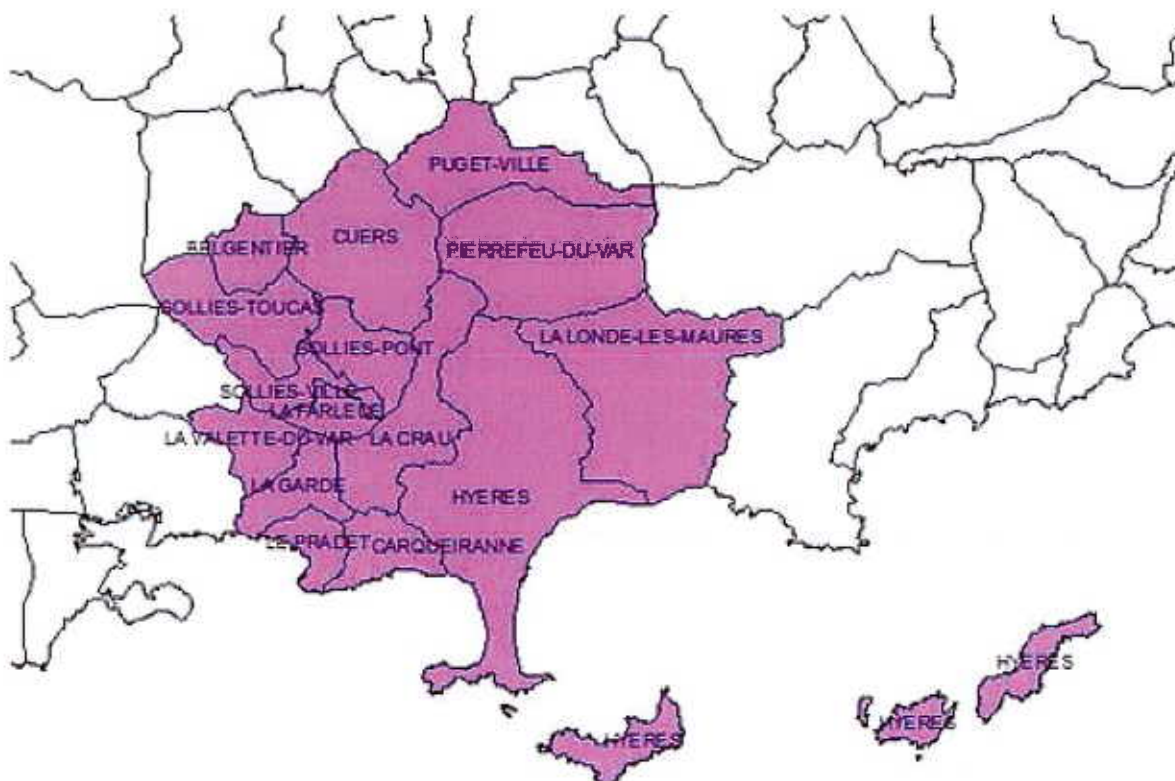 PUGET-VILLE
CUERS
BELGENTIER
PIERREFEU-DU-VAR
SOLLIES-TOUCAS
LA LONDE-LES-MAURES
SOLLIES-PONT
SOLLIES-VILLE
LA FARLEDE
LA VALETTE-DU-VAR
LA CRAU
LA GARDE
HYERES
LE PRADET
CARQUEIRANNE
HYERES
HYERES
HYERES